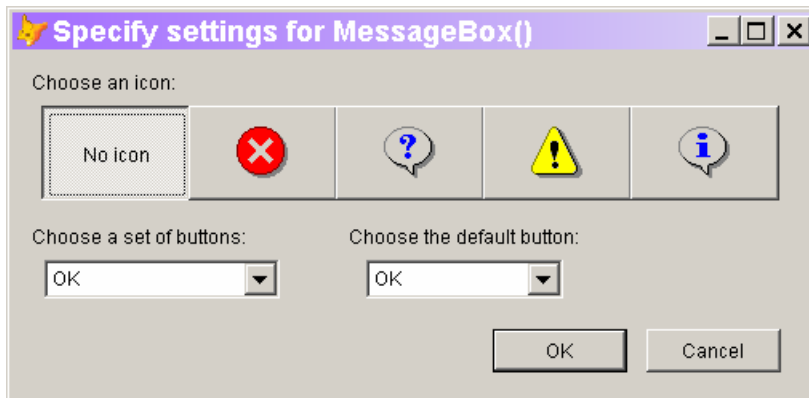 Specify settings for MessageBox()
Choose an icon:
No icon
Choose a set of buttons: Choose the default button:
OK OK
OK Cancel